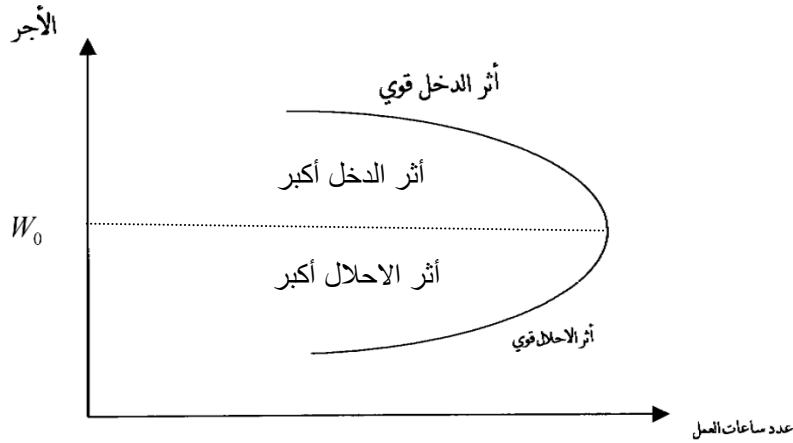 الأجر
أثر الدخل قوي
أثر الدخل أكبر
W₀
أثر الاحلال أكبر
أثر الاحلال قوي
عدد ساعات العمل